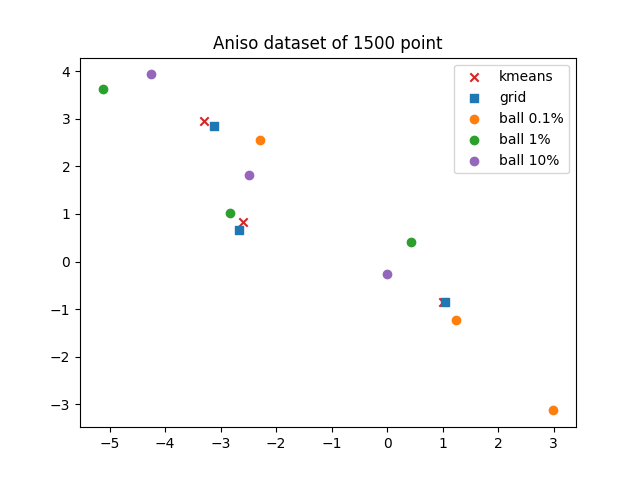 Aniso dataset of 1500 point
kmeans
grid
ball 0.1%
ball 1%
ball 10%
4
3
2
1
0
−1
−2
−3
−5 −4 −3 −2 −1 0 1 2 3